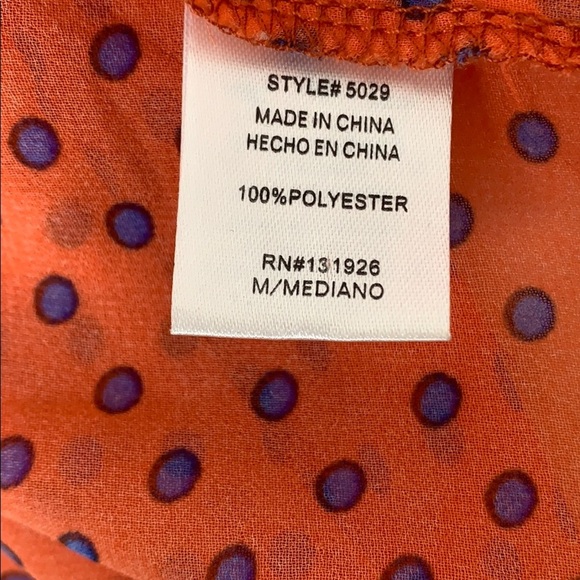 STYLE# 5029
MADE IN CHINA
HECHO EN CHINA
100%POLYESTER
RN#131926
M/MEDIANO